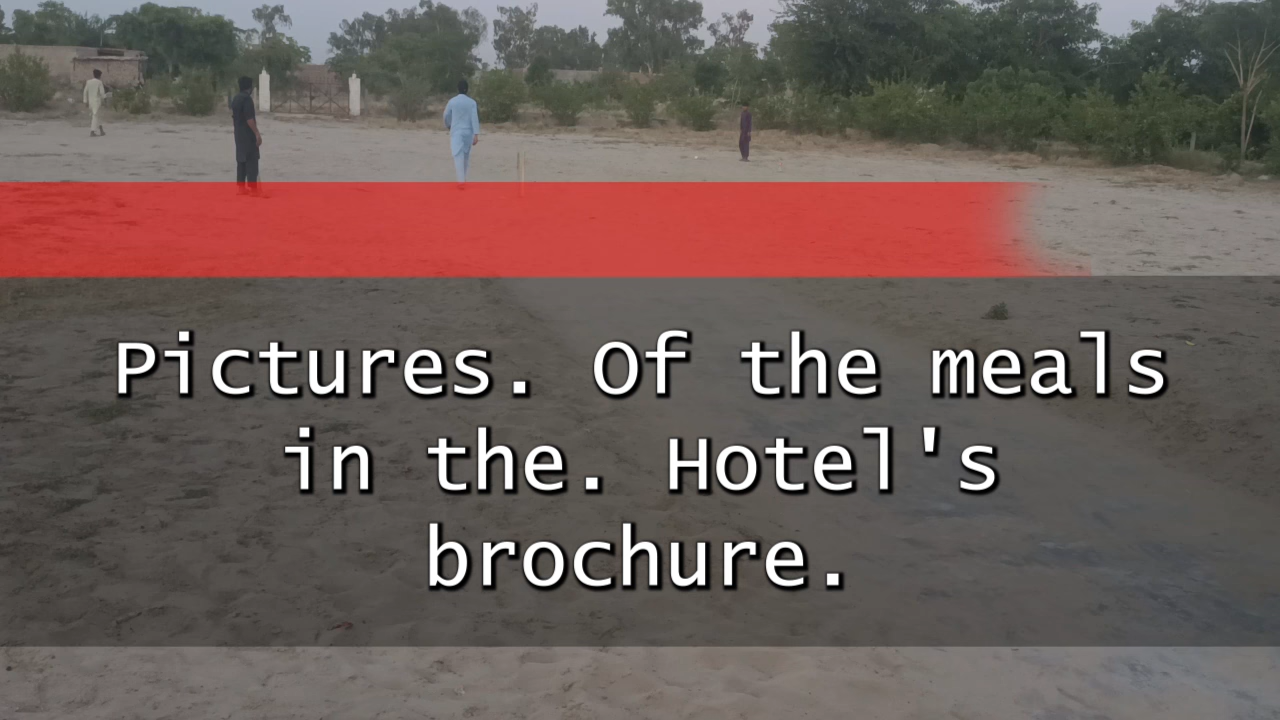 Pictures. Of the meals
in the. Hotel's
brochure.